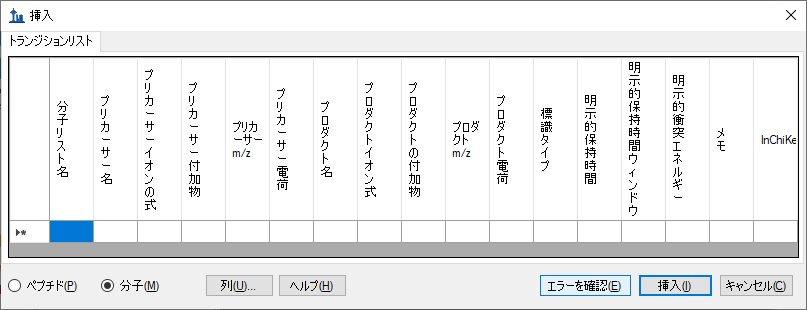 挿入
トランジションリスト
分子リスト名
プリカーサー名
プリカーサーイオンの式
プリカーサー付加物
プリカーサー
m/z
プリカーサー電荷
プロダクト名
プロダクトイオン式
プロダクトの付加物
プロダクト
m/z
プロダクト電荷
標識タイプ
明示的保持時間
明示的保持時間ウィンドウ
明示的衝突エネルギー
メモ
InChiKe
ペプチド(P)
分子(M)
列(U)...
ヘルプ(H)
エラーを確認(E)
挿入(I)
キャンセル(C)